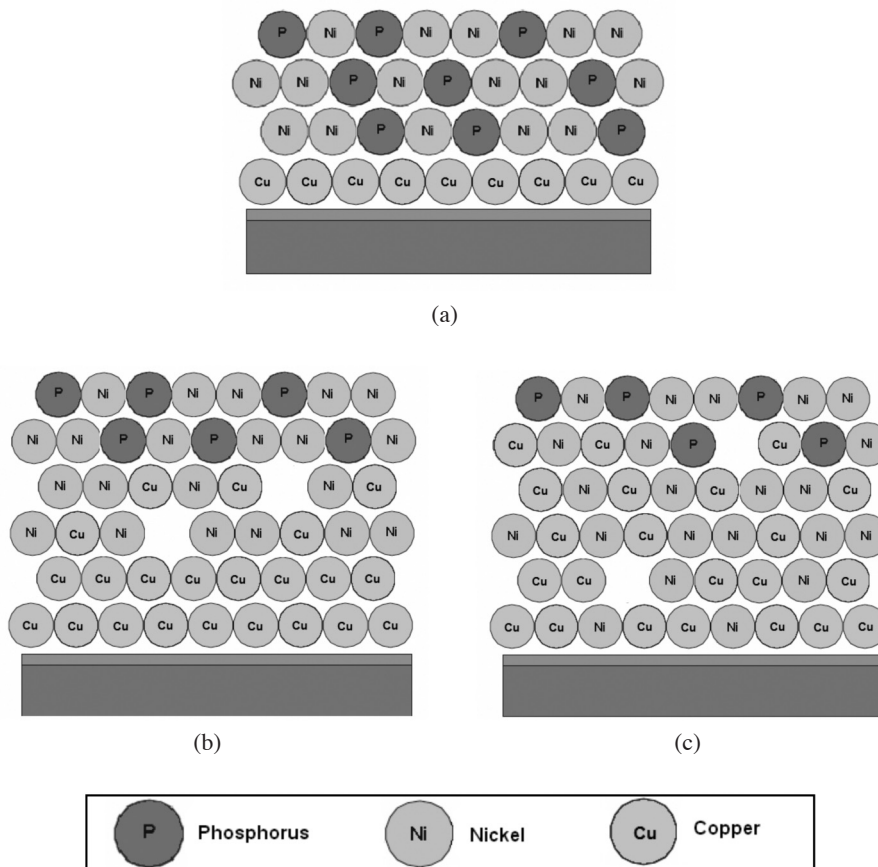 P Ni P Ni Ni P Ni Ni
Ni Ni P Ni P Ni Ni P Ni
Ni Ni P Ni P Ni Ni P
Cu Cu Cu Cu Cu Cu Cu Cu Cu
(a)
P Ni P Ni Ni P Ni Ni
Ni Ni P Ni P Ni Ni P Ni
Ni Ni Cu Ni Cu Ni Cu
Ni Cu Ni Ni Ni Cu Ni Ni
Cu Cu Cu Cu Cu Cu Cu Cu
Cu Cu Cu Cu Cu Cu Cu Cu Cu
(b)
P Ni P Ni Ni P Ni Ni
Cu Ni Cu Ni P Cu P Ni
Cu Ni Cu Ni Cu Ni Ni Cu
Ni Cu Ni Cu Ni Ni Cu Ni Ni
Cu Cu Ni Cu Cu Ni Cu
Cu Cu Ni Cu Cu Ni Cu Cu Cu
(c)
P Phosphorus Ni Nickel Cu Copper